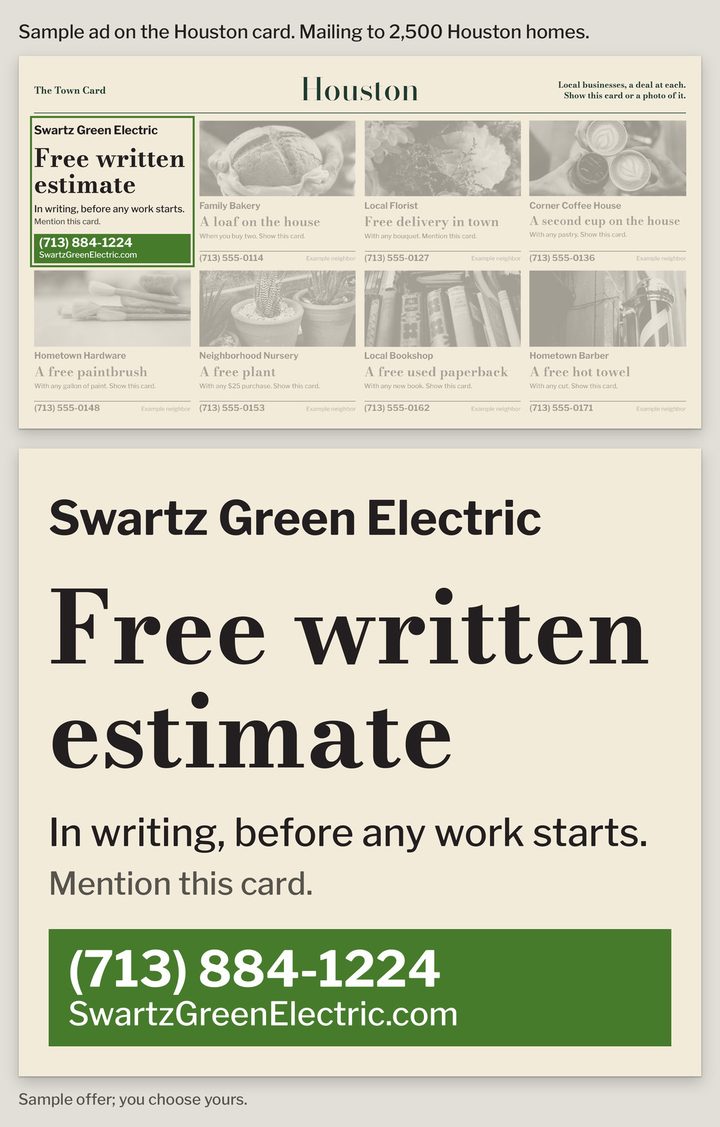 Sample ad on the Houston card. Mailing to 2,500 Houston homes.
The Town Card
Houston
Local businesses, a deal at each.
Show this card or a photo of it.
Swartz Green Electric
Free written
estimate
In writing, before any work starts.
Mention this card.
(713) 884-1224
SwartzGreenElectric.com
Family Bakery
A loaf on the house
When you buy two. Show this card.
(713) 555-0114
Example neighbor
Local Florist
Free delivery in town
With any bouquet. Mention this card.
(713) 555-0127
Example neighbor
Corner Coffee House
A second cup on the house
With any pastry. Show this card.
(713) 555-0136
Example neighbor
Hometown Hardware
A free paintbrush
With any gallon of paint. Show this card.
(713) 555-0148
Example neighbor
Neighborhood Nursery
A free plant
With any $25 purchase. Show this card.
(713) 555-0153
Example neighbor
Local Bookshop
A free used paperback
With any new book. Show this card.
(713) 555-0162
Example neighbor
Hometown Barber
A free hot towel
With any cut. Show this card.
(713) 555-0171
Example neighbor
Swartz Green Electric
Free written
estimate
In writing, before any work starts.
Mention this card.
(713) 884-1224
SwartzGreenElectric.com
Sample offer; you choose yours.